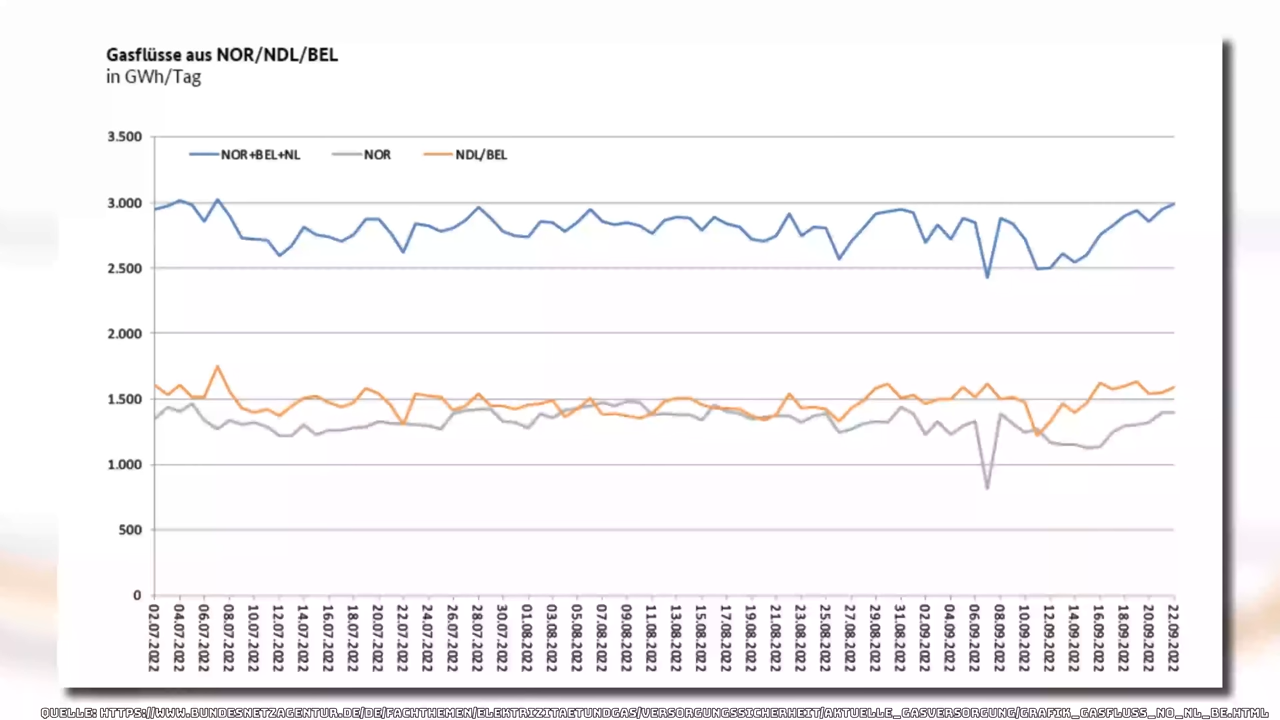 Gasflüsse aus NOR/NDL/BEL
in GWh/Tag
3.500
NOR+BEL+NL NOR NDL/BEL
3.000
2.500
2.000
1.500
1.000
500
0
02.07.2022 04.07.2022 06.07.2022 08.07.2022 10.07.2022 12.07.2022 14.07.2022 16.07.2022 18.07.2022 20.07.2022 22.07.2022 24.07.2022 26.07.2022 28.07.2022 30.07.2022 01.08.2022 03.08.2022 05.08.2022 07.08.2022 09.08.2022 11.08.2022 13.08.2022 15.08.2022 17.08.2022 19.08.2022 21.08.2022 23.08.2022 25.08.2022 27.08.2022 29.08.2022 31.08.2022 02.09.2022 04.09.2022 06.09.2022 08.09.2022 10.09.2022 12.09.2022 14.09.2022 16.09.2022 18.09.2022 20.09.2022 22.09.2022
QUELLE: HTTPS://WWW.BUNDESNETZAGENTUR.DE/DE/FACHTHEMEN/ELEKTRIZITAETUNDGAS/VERSORGUNGSSICHERHEIT/AKTUELLE_GASVERSORGUNG/GRAFIK_GASFLUSS_NO_NL_BE.HTML